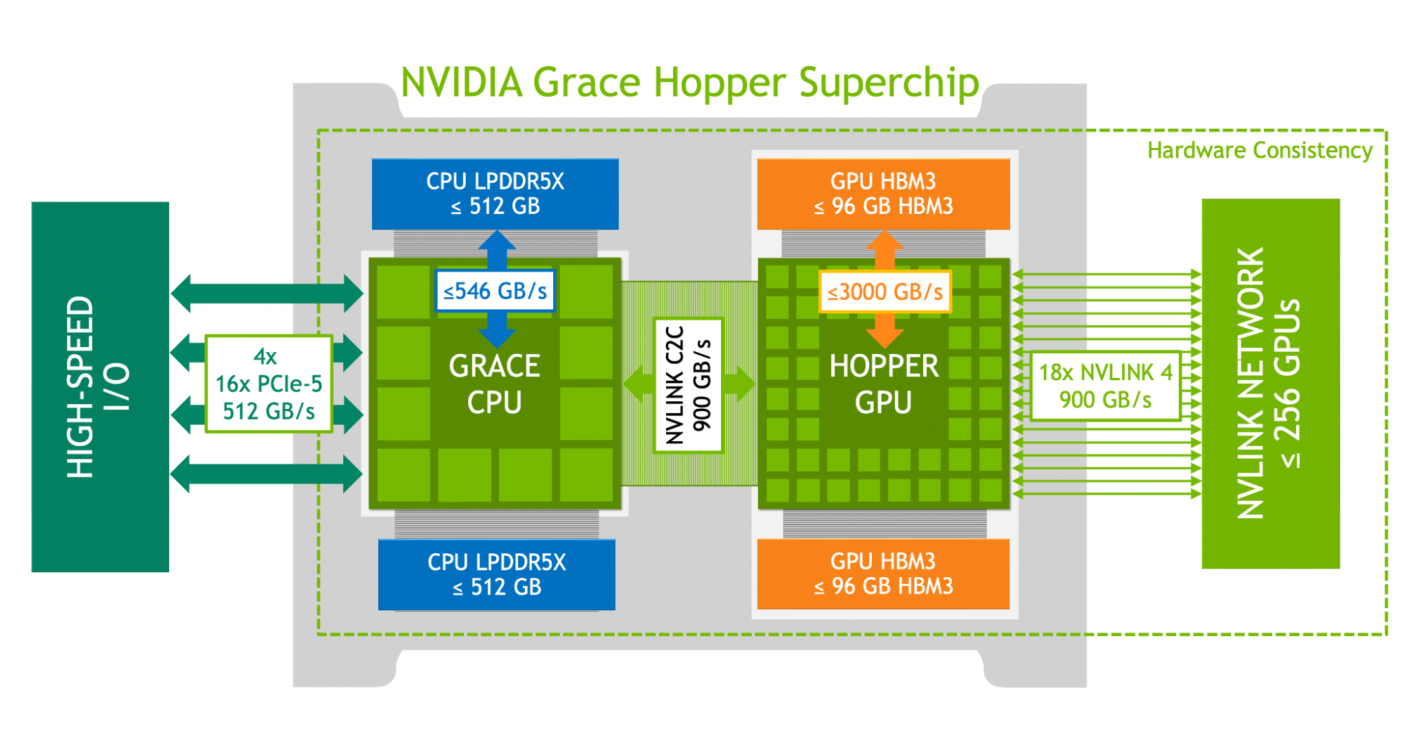 NVIDIA Grace Hopper Superchip
Hardware Consistency
HIGH-SPEED
I/O
4x
16x PCIe-5
512 GB/s
CPU LPDDR5X
≤ 512 GB
≤546 GB/s
GRACE
CPU
CPU LPDDR5X
≤ 512 GB
NVLINK C2C
900 GB/s
GPU HBM3
≤ 96 GB HBM3
≤3000 GB/s
HOPPER
GPU
GPU HBM3
≤ 96 GB HBM3
18x NVLINK 4
900 GB/s
NVLINK NETWORK
≤ 256 GPUs